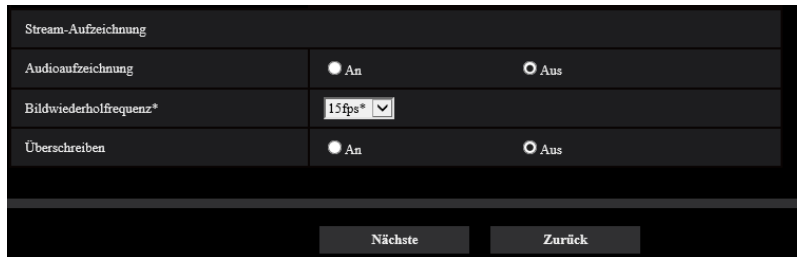 Stream-Aufzeichnung
Audioaufzeichnung An Aus
Bildwiederholfrequenz* 15fps*
Überschreiben An Aus
Nächste Zurück